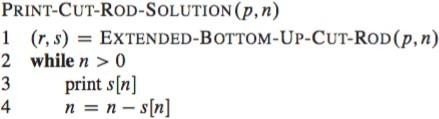 PRINT-CUT-ROD-SOLUTION(p, n)
1 (r, s) = EXTENDED-BOTTOM-UP-CUT-ROD(p, n)
2 while n > 0
3 print s[n]
4 n = n − s[n]